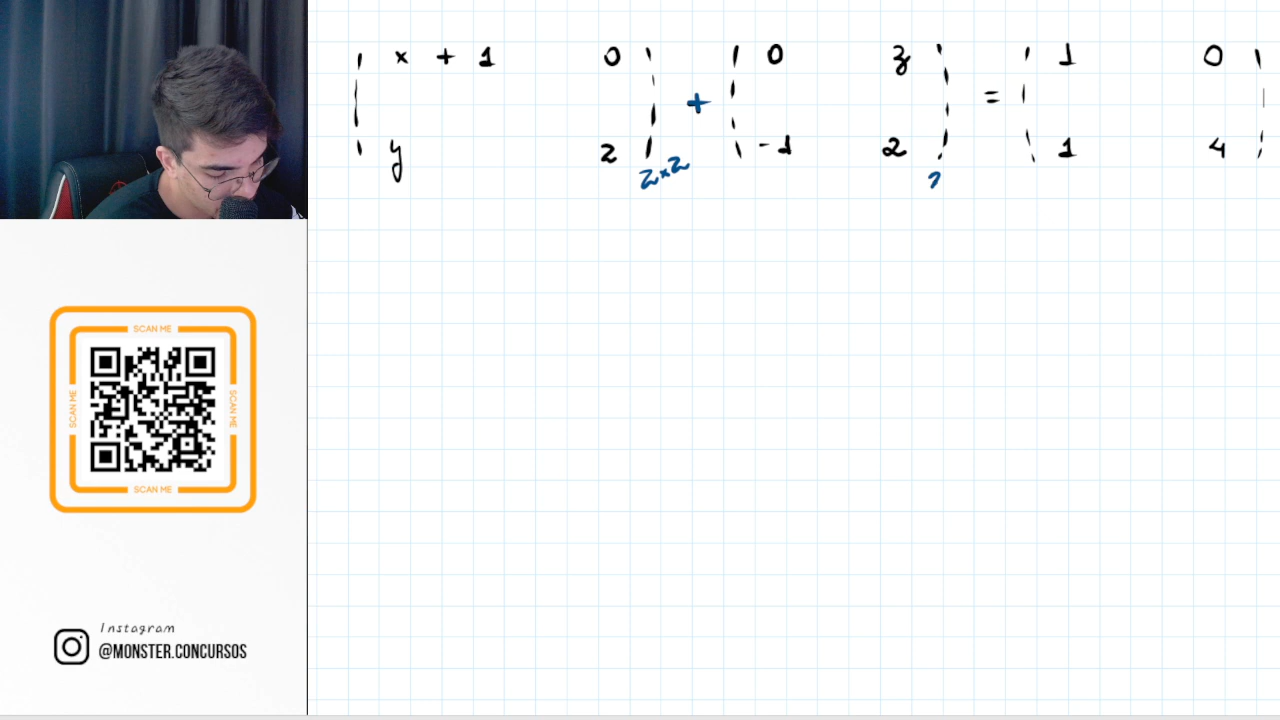 x + 1 0 + 0 z = 1 0
y 2 -1 2 1 4
2x2 2
SCAN ME
SCAN ME
SCAN ME
SCAN ME
Instagram
@MONSTER.CONCURSOS